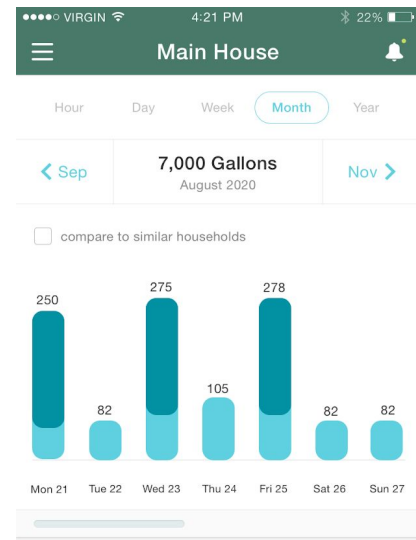 VIRGIN 4:21 PM 22%
Main House
Hour Day Week Month Year
Sep 7,000 Gallons Nov
August 2020
compare to similar households
250 82 275 105 278 82 82
Mon 21 Tue 22 Wed 23 Thu 24 Fri 25 Sat 26 Sun 27